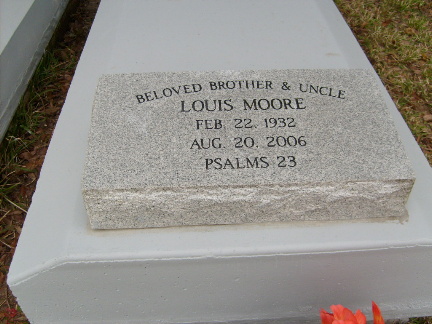 BELOVED BROTHER & UNCLE
LOUIS MOORE
FEB. 22, 1932
AUG. 20, 2006
PSALMS 23